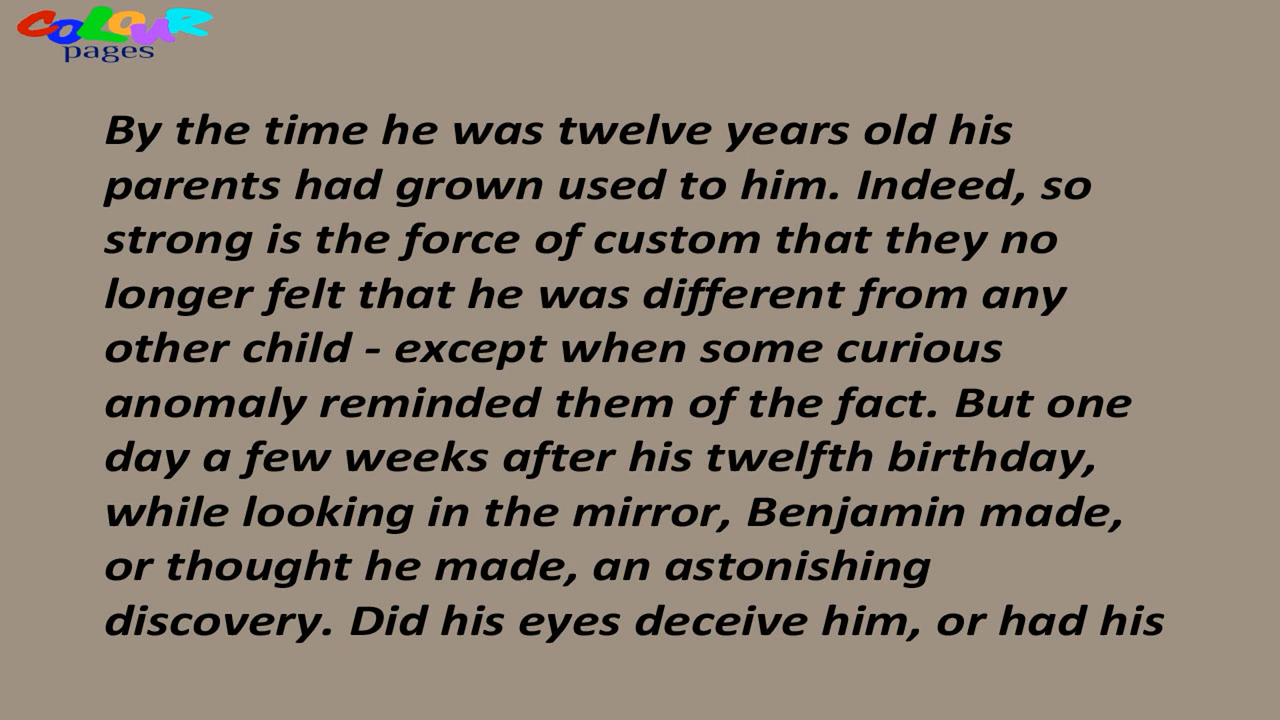 COLOUR
pages
By the time he was twelve years old his
parents had grown used to him. Indeed, so
strong is the force of custom that they no
longer felt that he was different from any
other child - except when some curious
anomaly reminded them of the fact. But one
day a few weeks after his twelfth birthday,
while looking in the mirror, Benjamin made,
or thought he made, an astonishing
discovery. Did his eyes deceive him, or had his